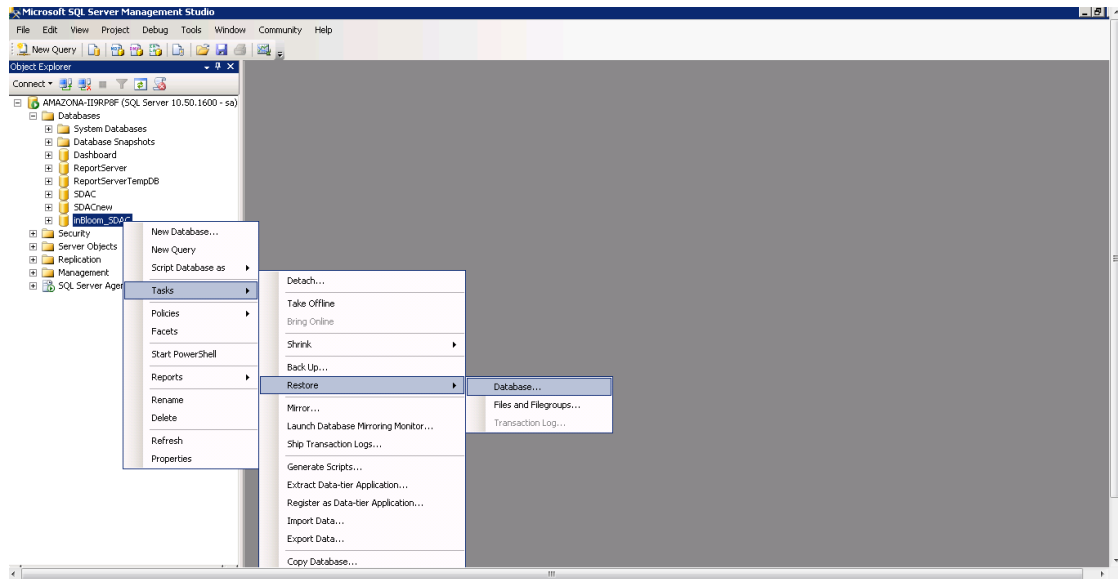 Microsoft SQL Server Management Studio
File Edit View Project Debug Tools Window Community Help
New Query
Object Explorer
Connect
AMAZONA-II9RP8F (SQL Server 10.50.1600 - sa)
Databases
System Databases
Database Snapshots
Dashboard
ReportServer
ReportServerTempDB
SDAC
SDACnew
inBloom_SDAC
Security
Server Objects
Replication
Management
SQL Server Agen
New Database...
New Query
Script Database as
Tasks
Policies
Facets
Start PowerShell
Reports
Rename
Delete
Refresh
Properties
Detach...
Take Offline
Bring Online
Shrink
Back Up...
Restore
Mirror...
Launch Database Mirroring Monitor...
Ship Transaction Logs...
Generate Scripts...
Extract Data-tier Application...
Register as Data-tier Application...
Import Data...
Export Data...
Copy Database...
Database...
Files and Filegroups...
Transaction Log...